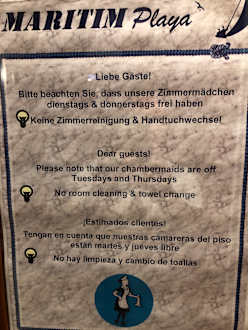 MARITIM Playa
Liebe Gäste!
Bitte beachten Sie, dass unsere Zimmermädchen
dienstags & donnerstags frei haben
Keine Zimmerreinigung & Handtuchwechsel
Dear guests!
Please note that our chambermaids are off
Tuesdays and Thursdays
No room cleaning & towel change
¡Estimados clientes!
Tengan en cuenta que nuestras camareras del piso
están martes y jueves libre
No hay limpieza y cambio de toallas